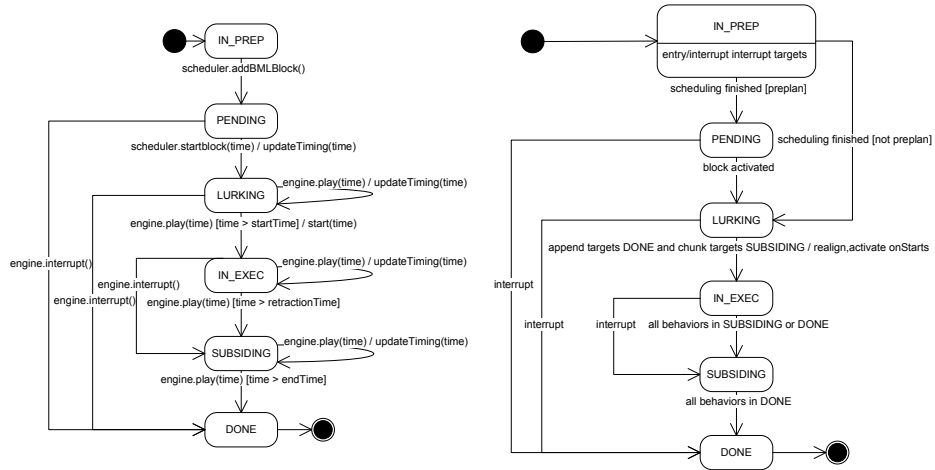 IN_PREP
scheduler.addBMLBlock()
PENDING
scheduler.startblock(time) / updateTiming(time)
engine.play(time) / updateTiming(time)
LURKING
engine.play(time) [time > startTime] / start(time)
engine.interrupt()
engine.play(time) / updateTiming(time)
IN_EXEC
engine.interrupt()
engine.interrupt()
engine.play(time) [time > retractionTime]
engine.play(time) / updateTiming(time)
SUBSIDING
engine.play(time) [time > endTime]
DONE
IN_PREP
entry/interrupt interrupt targets
scheduling finished [preplan]
PENDING
scheduling finished [not preplan]
block activated
LURKING
append targets DONE and chunk targets SUBSIDING / realign,activate onStarts
interrupt
IN_EXEC
interrupt
interrupt
all behaviors in SUBSIDING or DONE
SUBSIDING
all behaviors in DONE
DONE